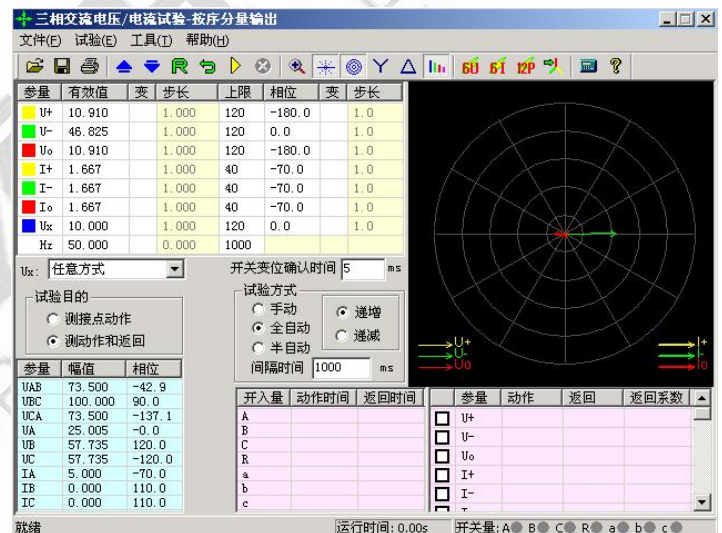 三相交流电压/电流试验-按序分量输出
文件(F) 试验(E) 工具(T) 帮助(H)
R Y Δ 6U 6I 12P ?
参量 有效值 变 步长 上限 相位 变 步长
U+ 10.910 1.000 120 -180.0 1.0
U- 46.825 1.000 120 0.0 1.0
Uo 10.910 1.000 120 -180.0 1.0
I+ 1.667 1.000 40 -70.0 1.0
I- 1.667 1.000 40 -70.0 1.0
Io 1.667 1.000 40 -70.0 1.0
Ux 10.000 1.000 120 0.0 1.0
Hz 50.000 0.000 1000
Ux: 任意方式
开关变位确认时间 5 ms
试验目的
测接点动作
测动作和返回
试验方式
手动
全自动
半自动
递增
递减
间隔时间 1000 ms
U+
U-
Uo
I+
I-
Io
参量 幅值 相位
UAB 73.500 -42.9
UBC 100.000 90.0
UCA 73.500 -137.1
UA 25.005 -0.0
UB 57.735 120.0
UC 57.735 -120.0
IA 5.000 -70.0
IB 0.000 110.0
IC 0.000 110.0
开入量 动作时间 返回时间
A
B
C
R
a
b
c
参量 动作 返回 返回系数
U+
U-
Uo
I+
I-
就绪
运行时间: 0.00s
开关量: A B C R a b c